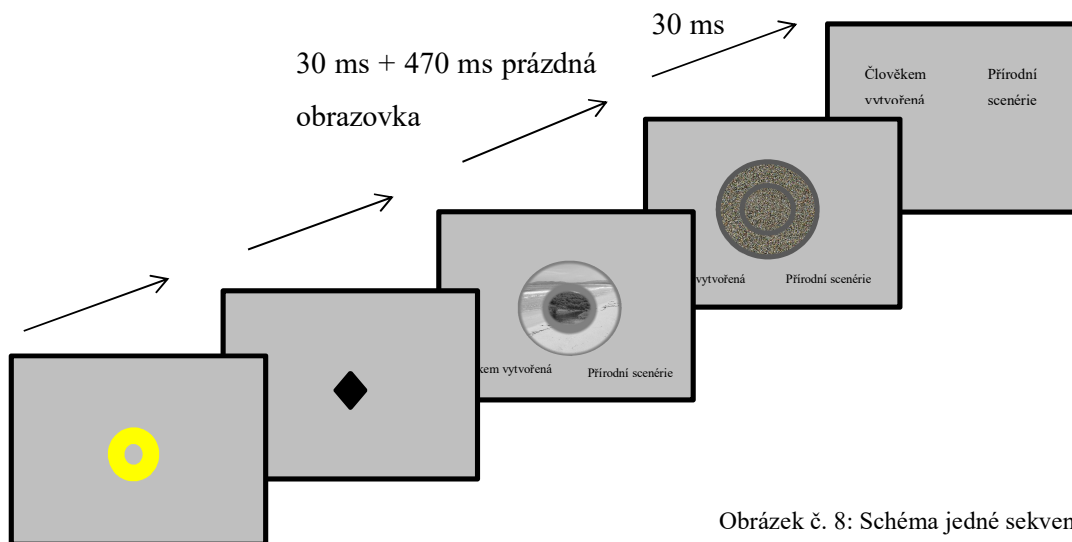 30 ms
30 ms + 470 ms prázdná
obrazovka
Člověkem
vytvořená
Přírodní
scenérie
vytvořená
Přírodní scenérie
kem vytvořená
Přírodní scenérie
Obrázek č. 8: Schéma jedné sekven